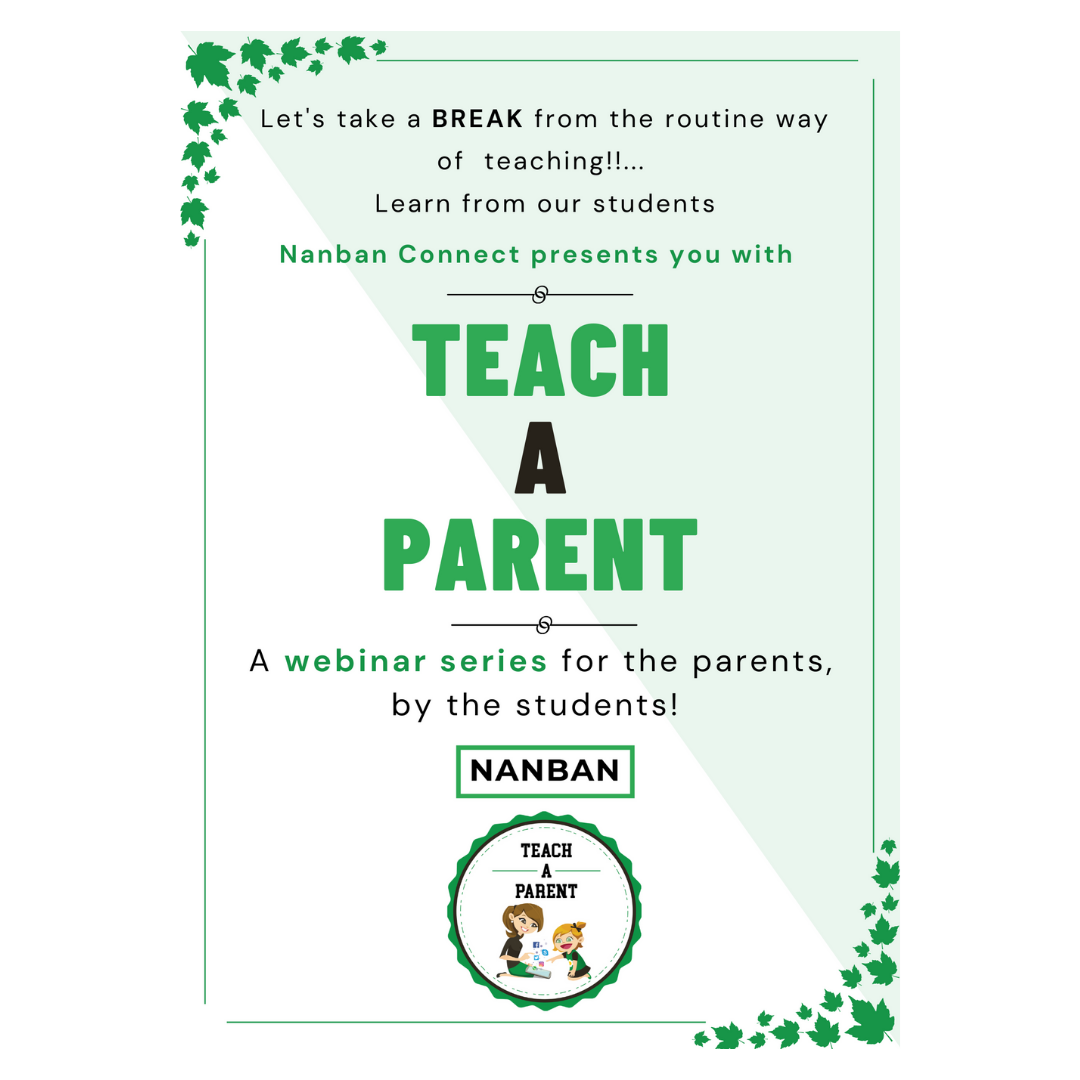 Let's take a BREAK from the routine way
of teaching!!...
Learn from our students
Nanban Connect presents you with
TEACH
A
PARENT
A webinar series for the parents,
by the students!
NANBAN
TEACH
A
PARENT